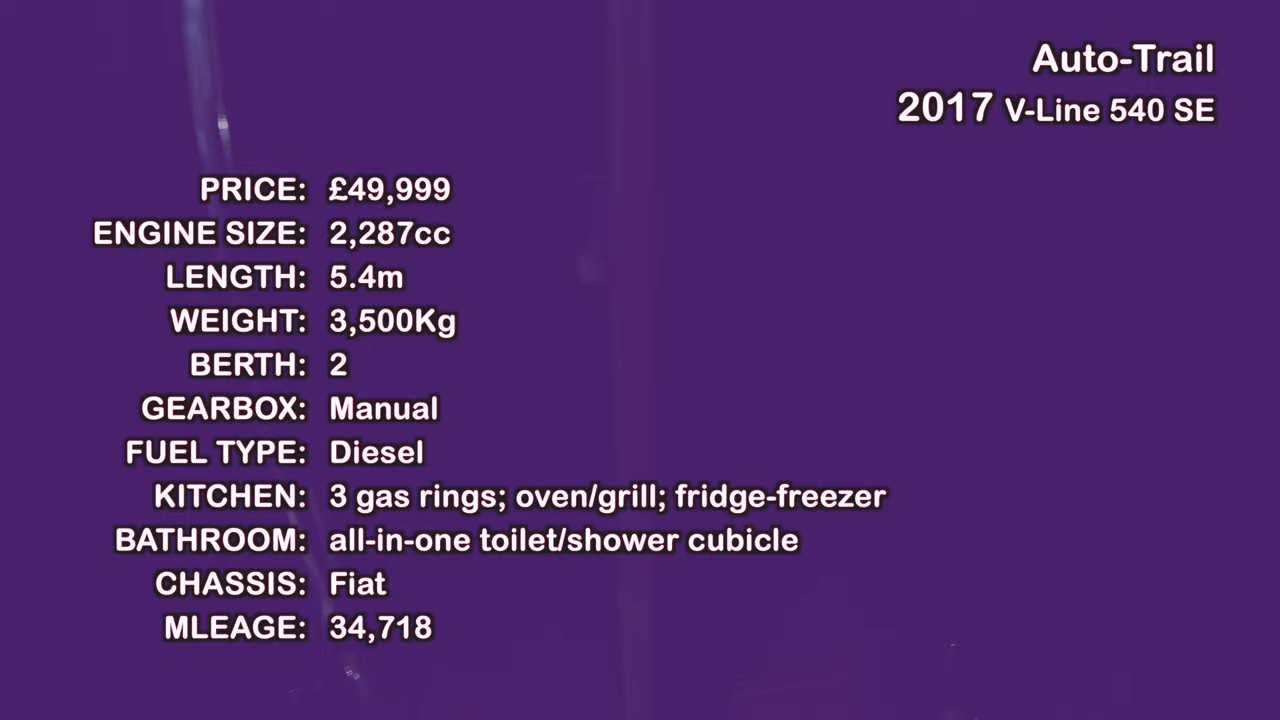 Auto-Trail
2017 V-Line 540 SE
PRICE: £49,999
ENGINE SIZE: 2,287cc
LENGTH: 5.4m
WEIGHT: 3,500Kg
BERTH: 2
GEARBOX: Manual
FUEL TYPE: Diesel
KITCHEN: 3 gas rings; oven/grill; fridge-freezer
BATHROOM: all-in-one toilet/shower cubicle
CHASSIS: Fiat
MLEAGE: 34,718